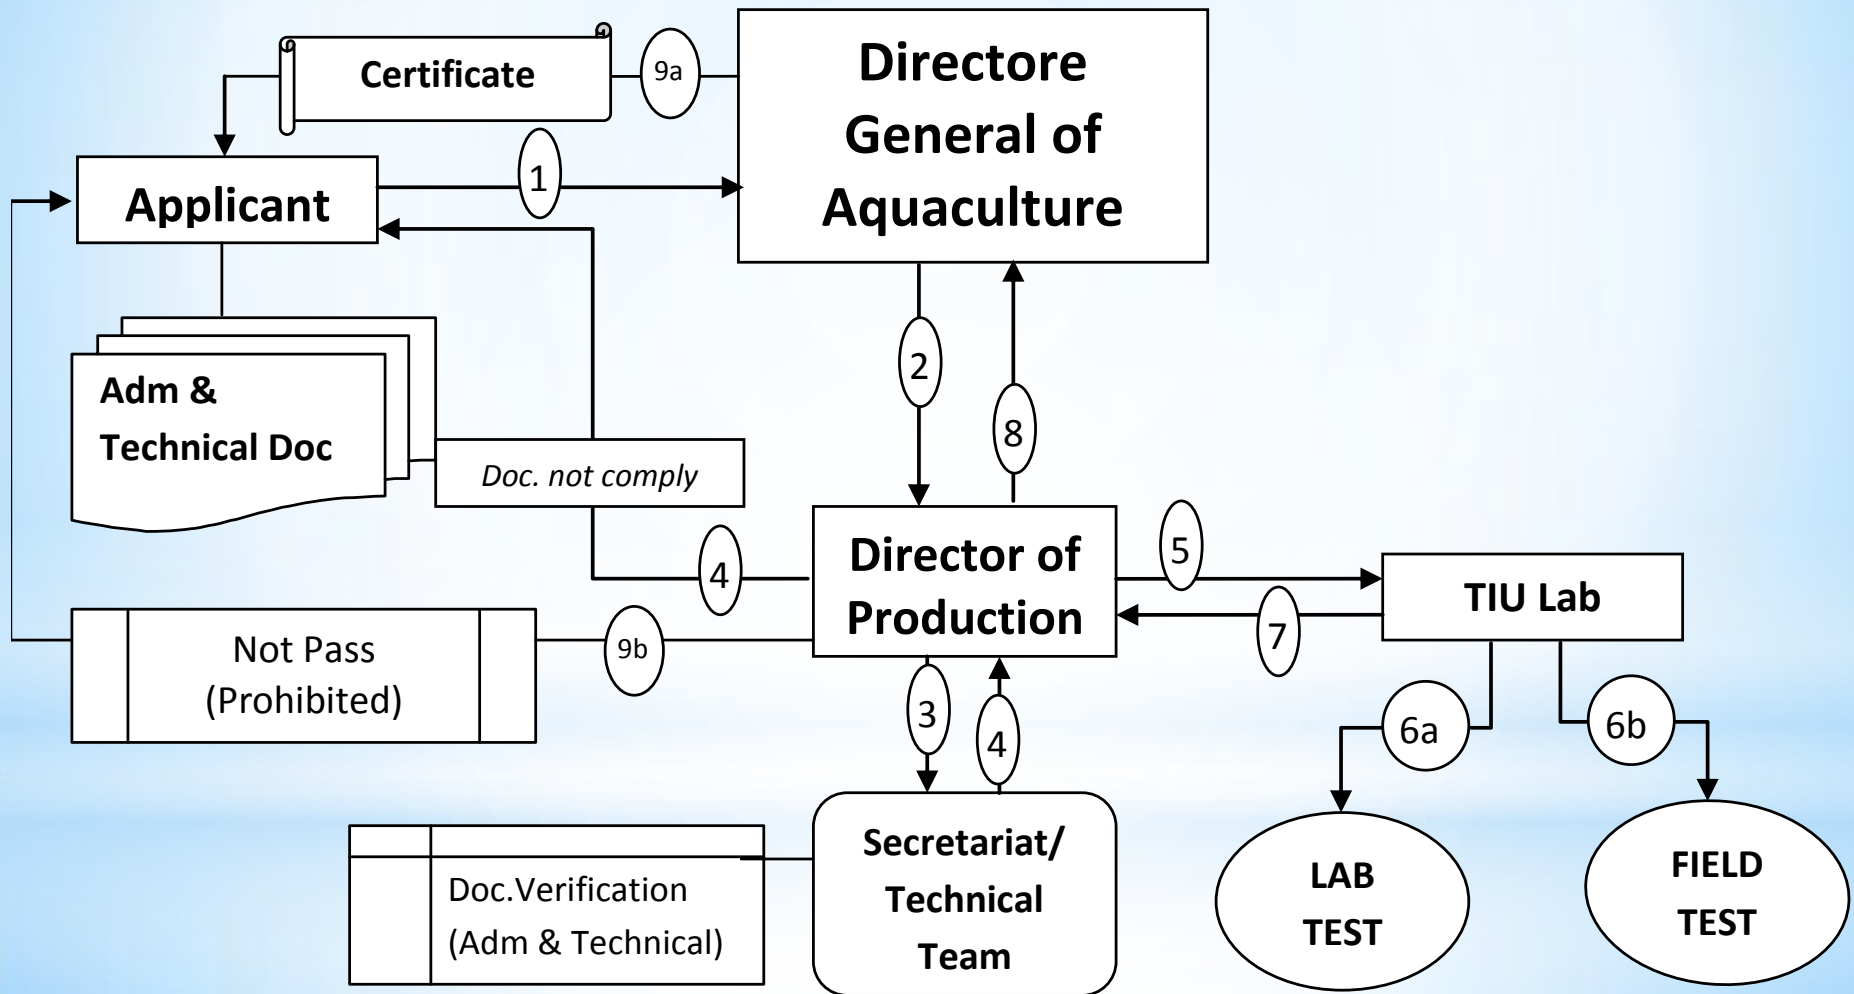 Certificate
9a
Directore
General of
Aquaculture
1
Applicant
2
8
Adm &
Technical Doc
Doc. not comply
4
Director of
Production
5
7
TIU Lab
Not Pass
(Prohibited)
9b
3
4
6a
6b
Doc.Verification
(Adm & Technical)
Secretariat/
Technical
Team
LAB
TEST
FIELD
TEST